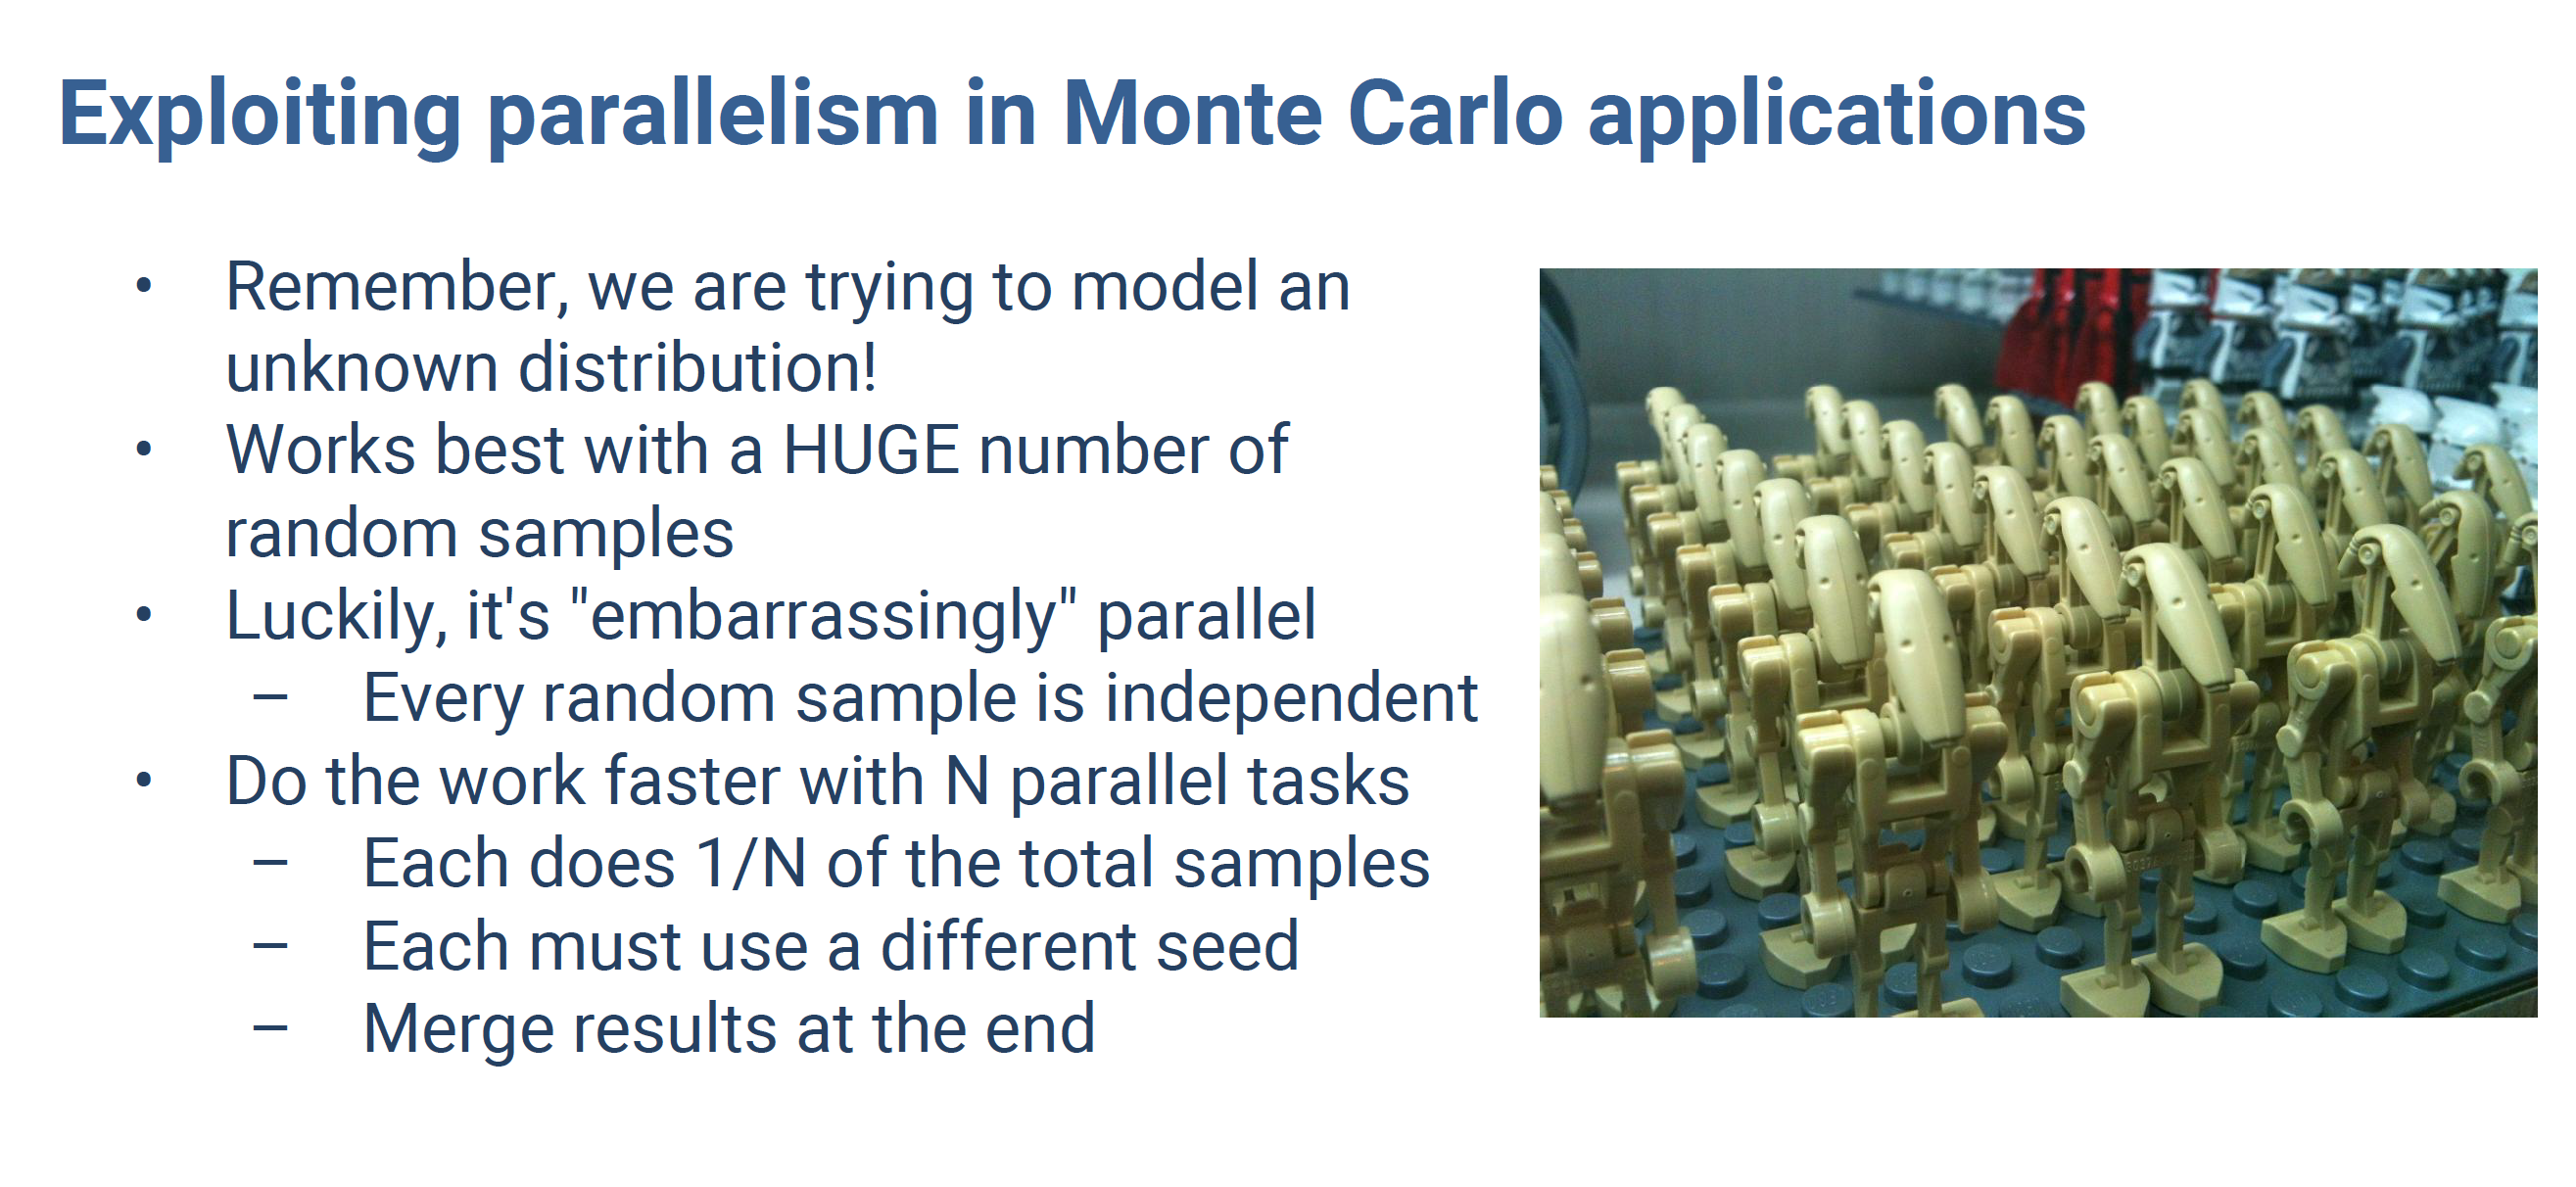 Exploiting parallelism in Monte Carlo applications
• Remember, we are trying to model an
unknown distribution!
• Works best with a HUGE number of
random samples
• Luckily, it's "embarrassingly" parallel
– Every random sample is independent
• Do the work faster with N parallel tasks
– Each does 1/N of the total samples
– Each must use a different seed
– Merge results at the end